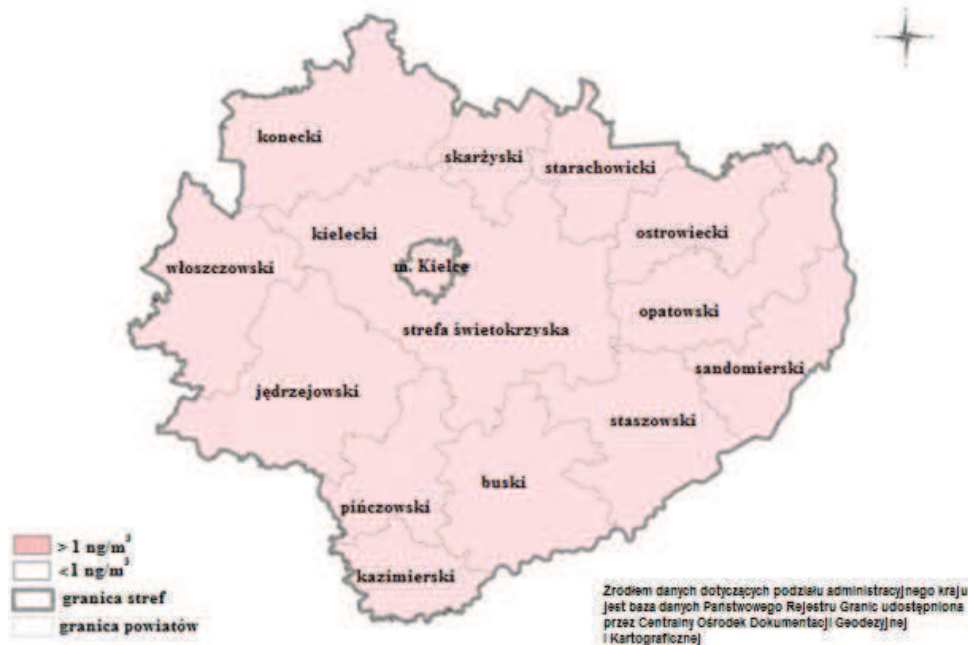 konecki
skarżyski
starachowicki
kielecki
ostrowiecki
włoszczowski
m. Kielce
opatowski
strefa świetokrzyska
sandomierski
jędrzejowski
staszowski
buski
pińczowski
kazimierski
> 1 ng/m³
<1 ng/m³
granica stref
granica powiatów
Źródłem danych dotyczących podziału administracyjnego kraju
jest baza danych Państwowego Rejestru Granic udostępniona
przez Centralny Ośrodek Dokumentacji Geodezyjnej
i Kartograficznej